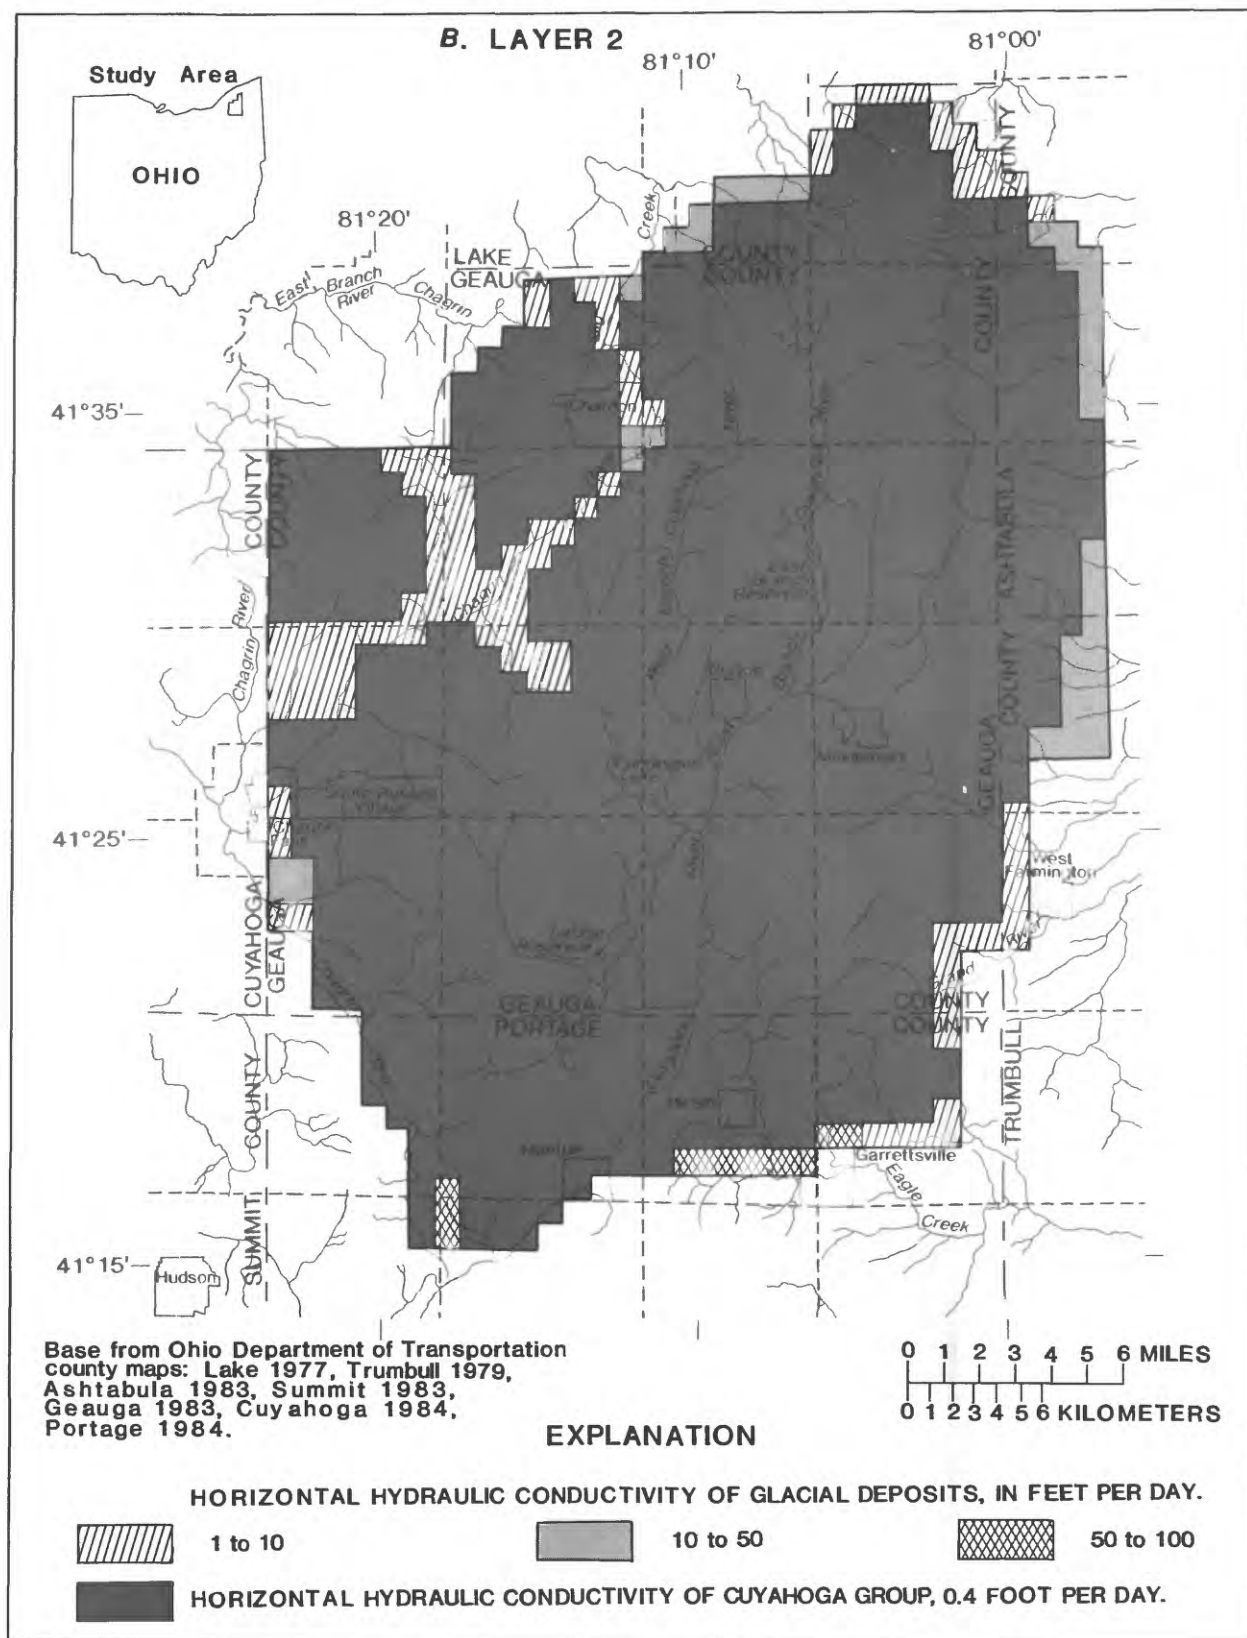 B. LAYER 2
81°00'
81°10'
Study Area
OHIO
81°20'
COUNTY
Creek
LAKE
GEAUGA
COUNTY
COUNTY
East Branch Chagrin
River
COUNTY
41°35'
Chardon
COUNTY
COUNTY
ASHTABULA
COUNTY
Chagrin
Chagrin River
GEAUGA
41°25'
West
Farmington
River
CUYAHOGA
GEAUGA
Grand
GEAUGA
PORTAGE
COUNTY
COUNTY
TRUMBULL
COUNTY
SUMMIT
Garrettsville
Eagle
Creek
41°15'
Hudson
Base from Ohio Department of Transportation
county maps: Lake 1977, Trumbull 1979,
Ashtabula 1983, Summit 1983,
Geauga 1983, Cuyahoga 1984,
Portage 1984.
0 1 2 3 4 5 6 MILES
0 1 2 3 4 5 6 KILOMETERS
EXPLANATION
HORIZONTAL HYDRAULIC CONDUCTIVITY OF GLACIAL DEPOSITS, IN FEET PER DAY.
1 to 10
10 to 50
50 to 100
HORIZONTAL HYDRAULIC CONDUCTIVITY OF CUYAHOGA GROUP, 0.4 FOOT PER DAY.